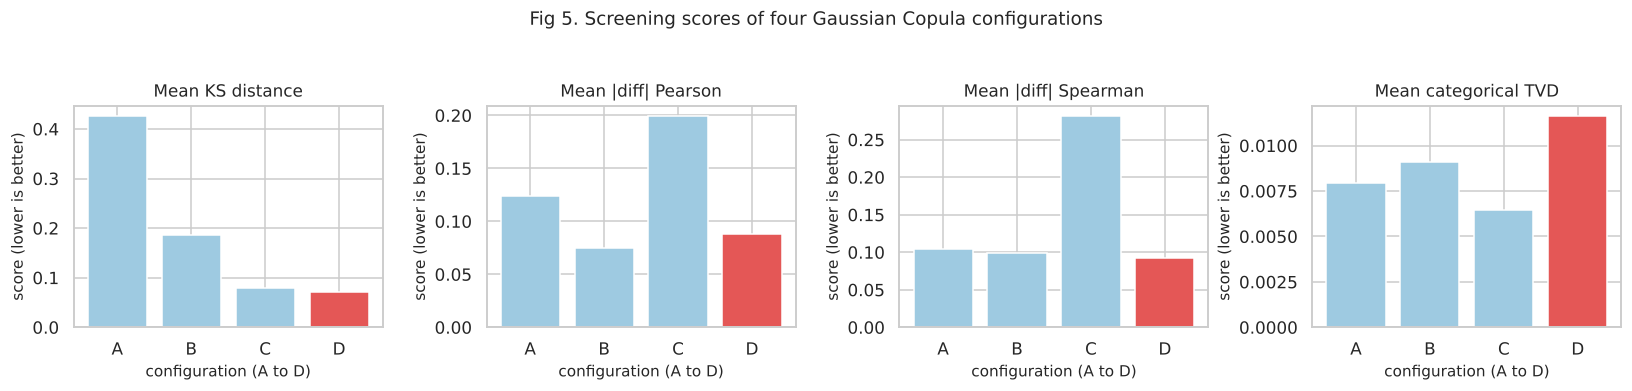 Fig 5. Screening scores of four Gaussian Copula configurations
Mean KS distance
score (lower is better)
0.4
0.3
0.2
0.1
0.0
A B C D
configuration (A to D)
Mean |diff| Pearson
score (lower is better)
0.20
0.15
0.10
0.05
0.00
A B C D
configuration (A to D)
Mean |diff| Spearman
score (lower is better)
0.25
0.20
0.15
0.10
0.05
0.00
A B C D
configuration (A to D)
Mean categorical TVD
score (lower is better)
0.0100
0.0075
0.0050
0.0025
0.0000
A B C D
configuration (A to D)